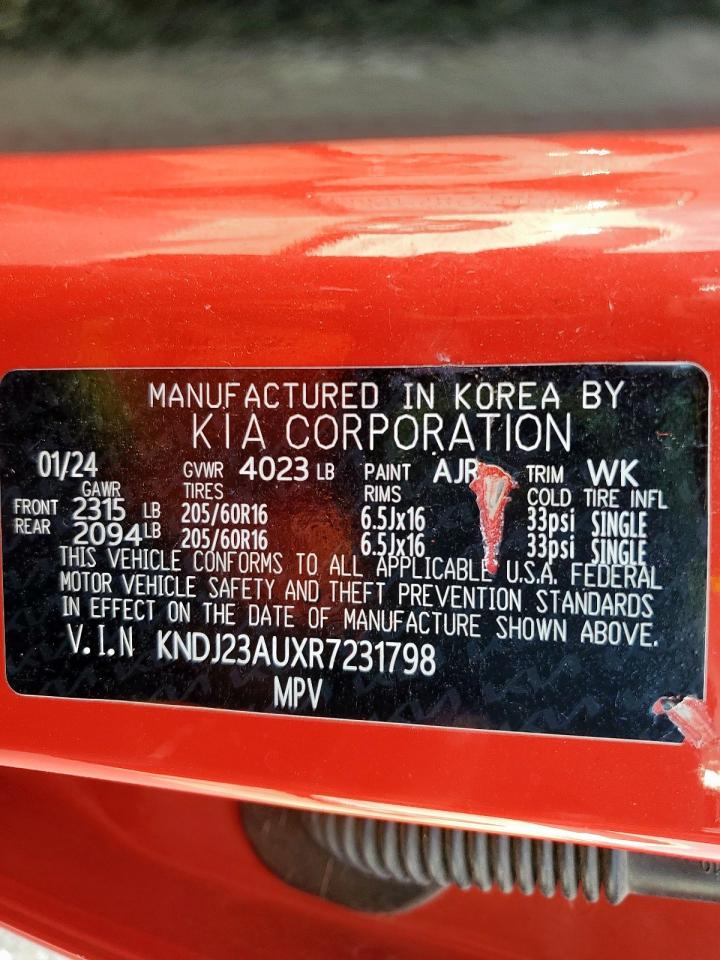 MANUFACTURED IN KOREA BY
KIA CORPORATION
01/24 GVWR 4023 LB PAINT AJR TRIM WK
GAWR TIRES RIMS COLD TIRE INFL
FRONT 2315 LB 205/60R16 6.5Jx16 33psi SINGLE
REAR 2094 LB 205/60R16 6.5Jx16 33psi SINGLE
THIS VEHICLE CONFORMS TO ALL APPLICABLE U.S.A. FEDERAL
MOTOR VEHICLE SAFETY AND THEFT PREVENTION STANDARDS
IN EFFECT ON THE DATE OF MANUFACTURE SHOWN ABOVE.
V.I.N KNDJ23AUXR7231798
MPV